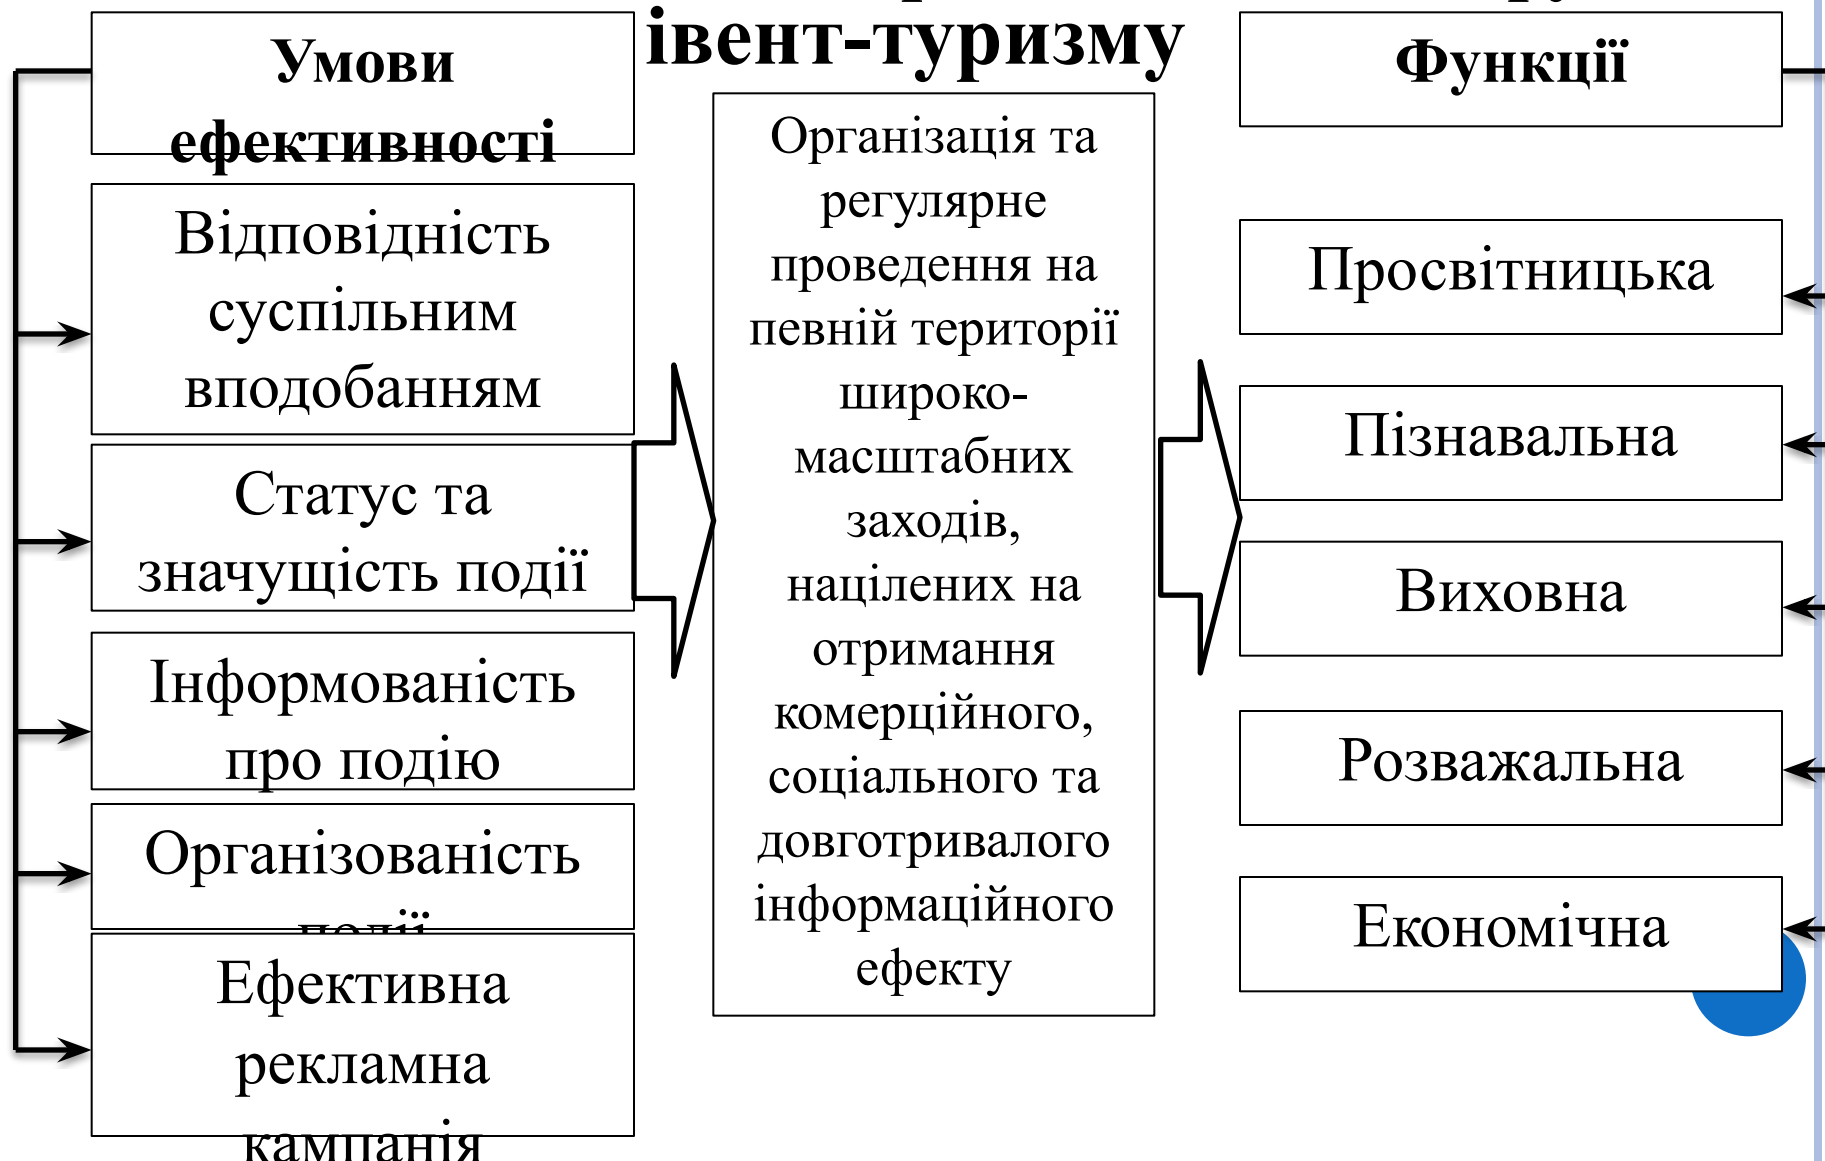 івент-туризму
Умови
ефективності
Відповідність
суспільним
вподобанням
Статус та
значущість події
Інформованість
про подію
Організованість
події
Ефективна
рекламна
кампанія
Організація та
регулярне
проведення на
певній території
широко-
масштабних
заходів,
націлених на
отримання
комерційного,
соціального та
довготривалого
інформаційного
ефекту
Функції
Просвітницька
Пізнавальна
Виховна
Розважальна
Економічна